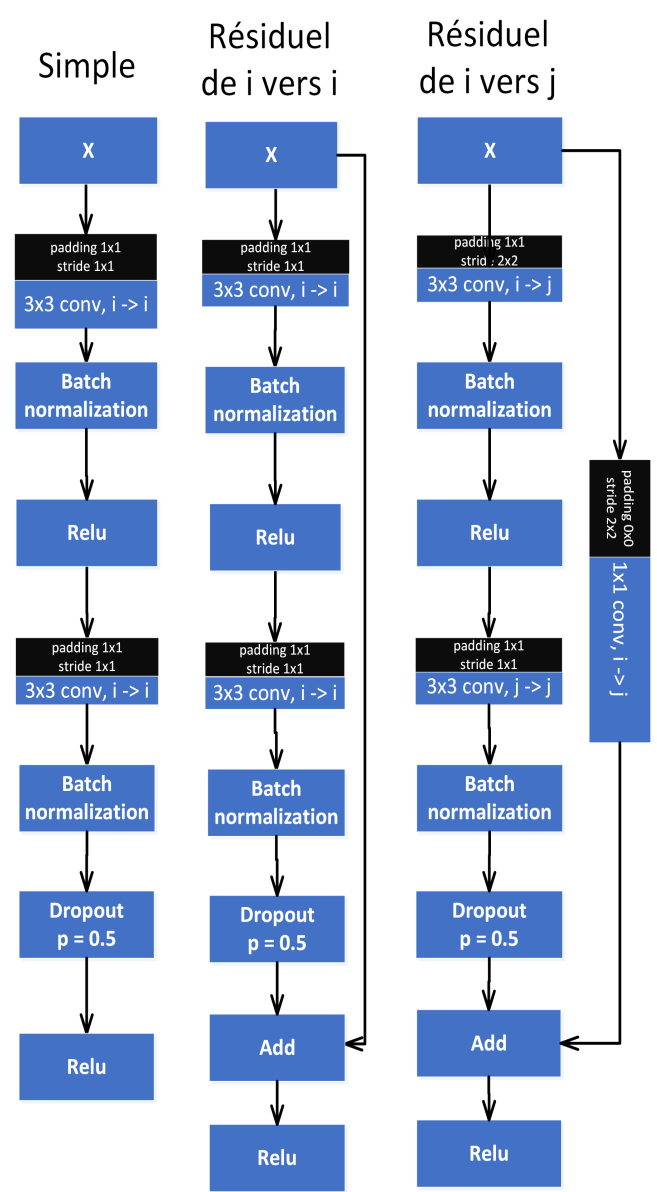 Simple
X
padding 1x1
stride 1x1
3x3 conv, i -> i
Batch
normalization
Relu
padding 1x1
stride 1x1
3x3 conv, i -> i
Batch
normalization
Dropout
p = 0.5
Relu
Résiduel
de i vers i
X
padding 1x1
stride 1x1
3x3 conv, i -> i
Batch
normalization
Relu
padding 1x1
stride 1x1
3x3 conv, i -> i
Batch
normalization
Dropout
p = 0.5
Add
Relu
Résiduel
de i vers j
X
padding 1x1
stride 2x2
3x3 conv, i -> j
Batch
normalization
Relu
padding 1x1
stride 1x1
3x3 conv, j -> j
Batch
normalization
Dropout
p = 0.5
Add
Relu
padding 0x0
stride 2x2
1x1 conv, i -> j